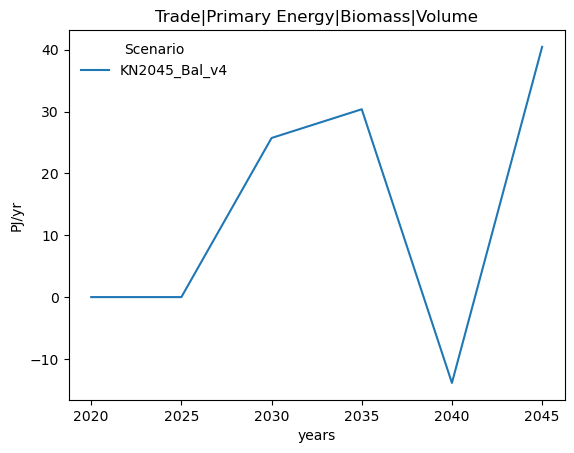 Trade|Primary Energy|Biomass|Volume
Scenario
KN2045_Bal_v4
PJ/yr
40
30
20
10
0
−10
2020 2025 2030 2035 2040 2045
years